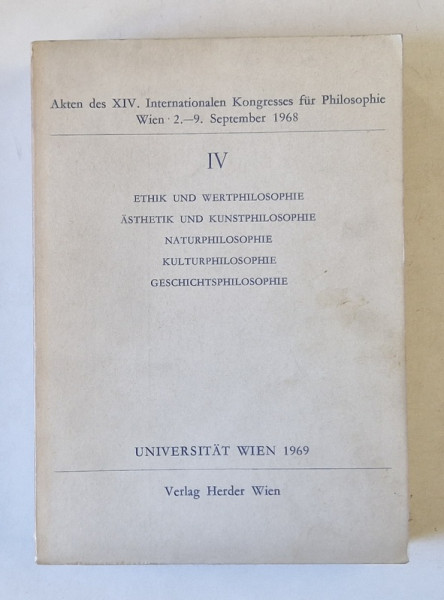 Akten des XIV. Internationalen Kongresses für Philosophie
Wien · 2.—9. September 1968
IV
ETHIK UND WERTPHILOSOPHIE
ÄSTHETIK UND KUNSTPHILOSOPHIE
NATURPHILOSOPHIE
KULTURPHILOSOPHIE
GESCHICHTSPHILOSOPHIE
UNIVERSITÄT WIEN 1969
Verlag Herder Wien